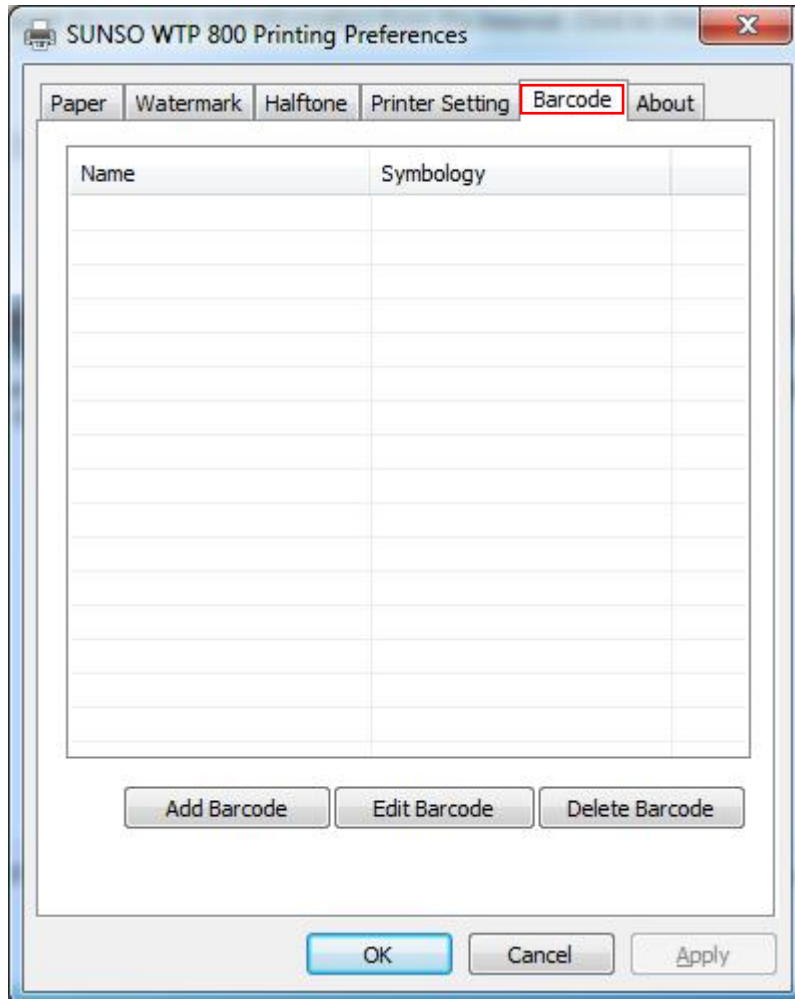 SUNSO WTP 800 Printing Preferences
Paper Watermark Halftone Printer Setting Barcode About
Name Symbology
Add Barcode Edit Barcode Delete Barcode
OK Cancel Apply